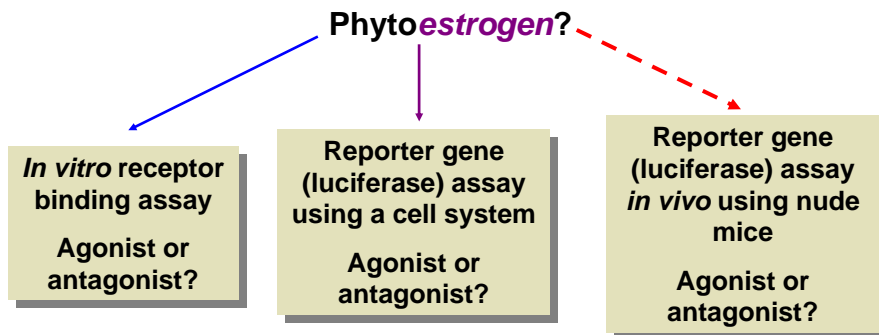 Phytoestrogen?
In vitro receptor
binding assay
Agonist or
antagonist?
Reporter gene
(luciferase) assay
using a cell system
Agonist or
antagonist?
Reporter gene
(luciferase) assay
in vivo using nude
mice
Agonist or
antagonist?